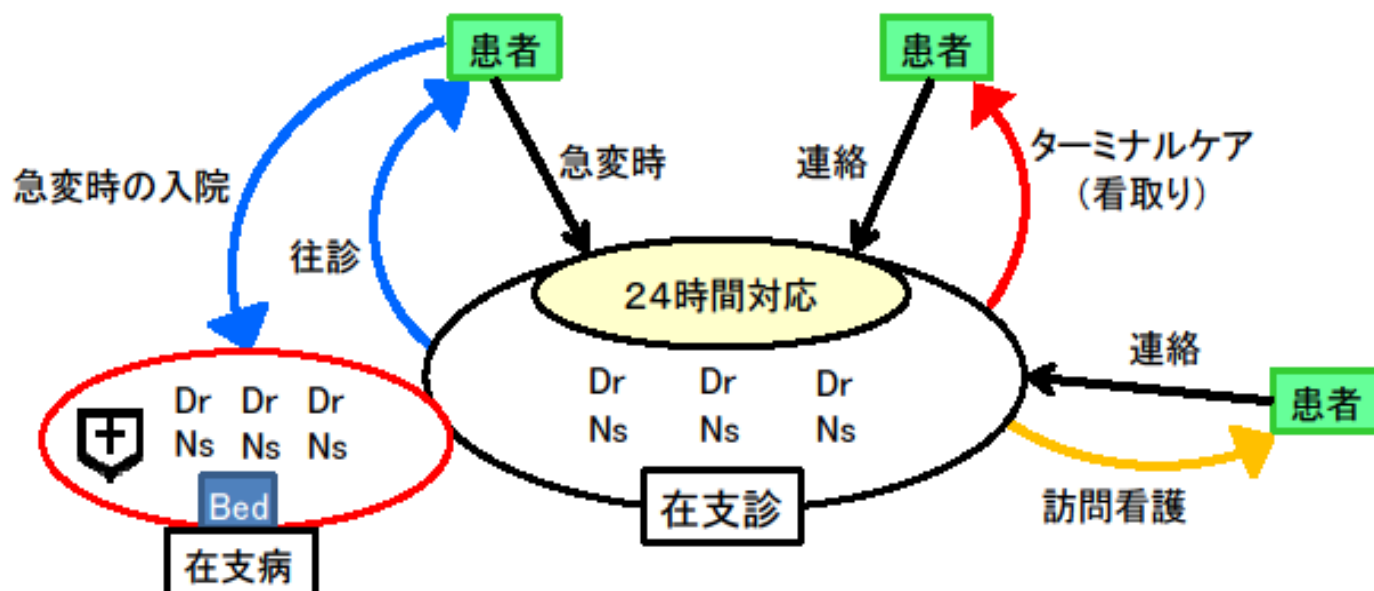 患者
患者
急変時の入院
往診
急変時
連絡
ターミナルケア
(看取り)
24時間対応
連絡
患者
訪問看護
Dr Dr Dr
Ns Ns Ns
在支診
Dr Dr Dr
Ns Ns Ns
Bed
在支病